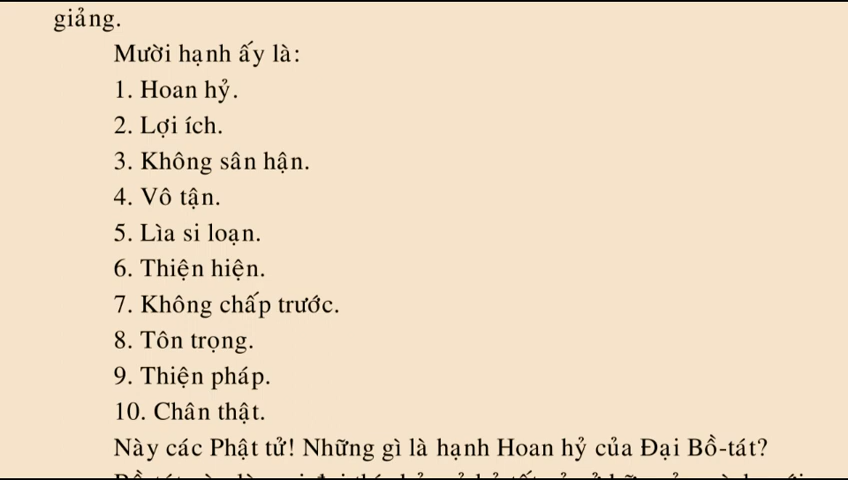 giảng.
Mười hạnh ấy là:
1. Hoan hỷ.
2. Lợi ích.
3. Không sân hận.
4. Vô tận.
5. Lìa si loạn.
6. Thiện hiện.
7. Không chấp trước.
8. Tôn trọng.
9. Thiện pháp.
10. Chân thật.
Này các Phật tử! Những gì là hạnh Hoan hỷ của Đại Bồ-tát?